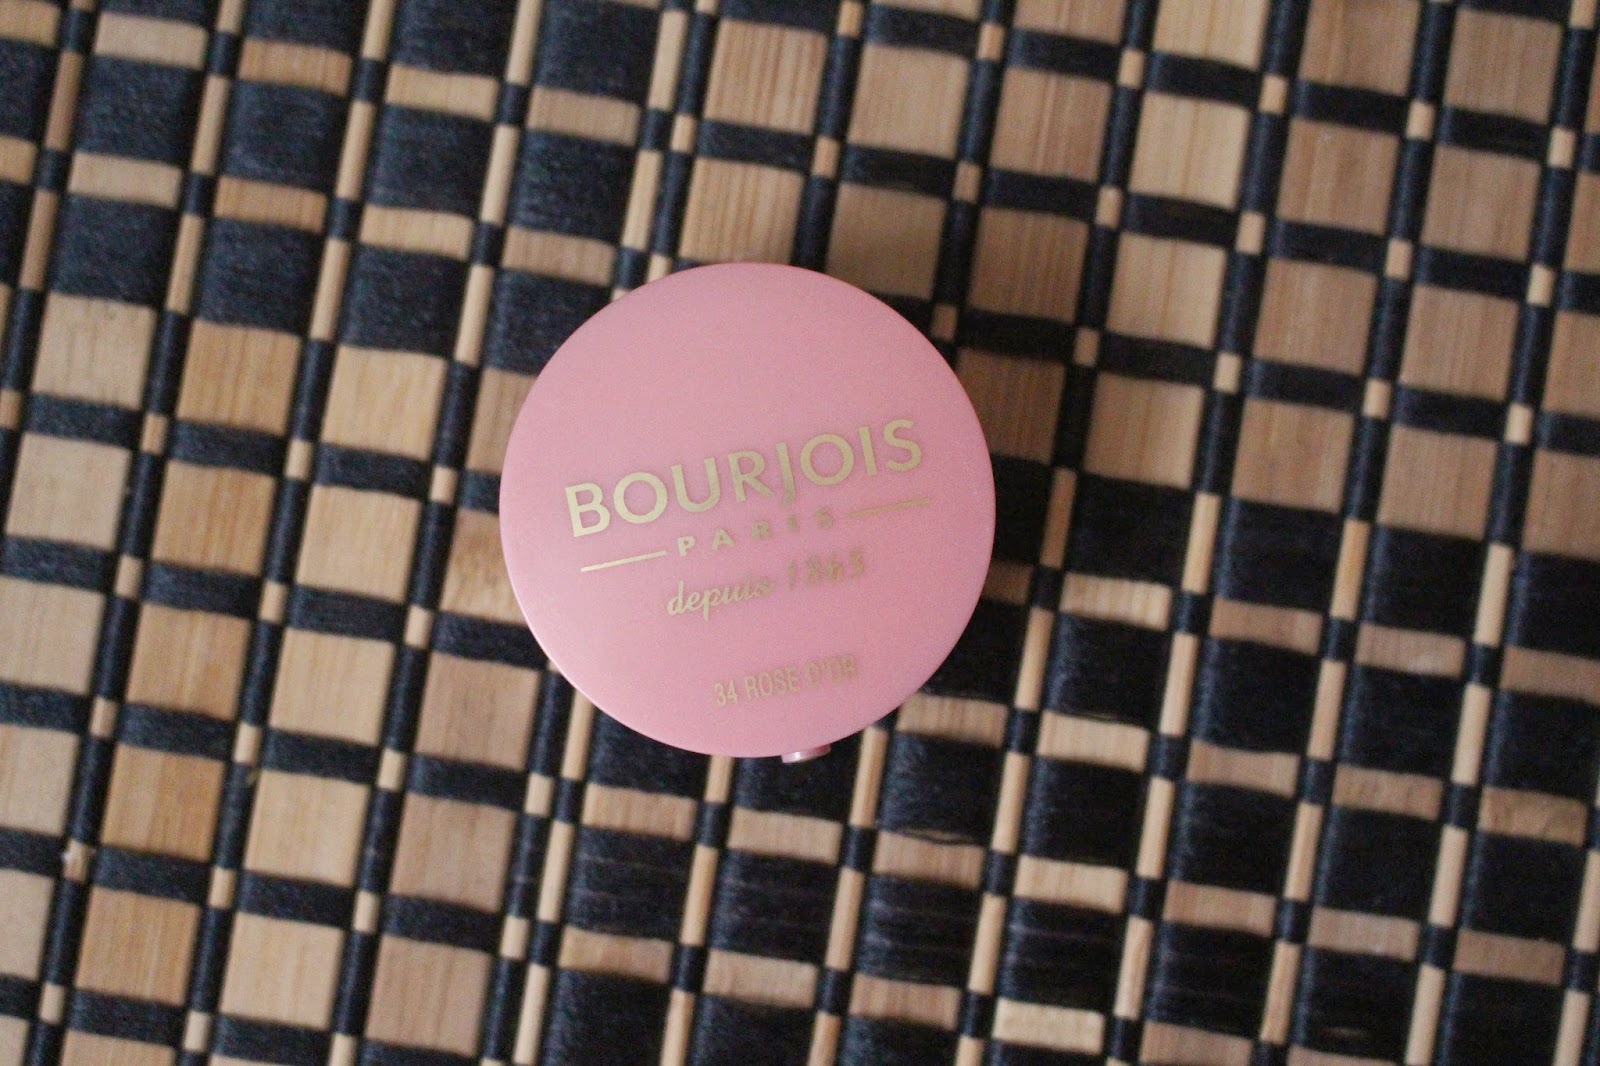 BOURJOIS
PARIS
depuis 1863
34 ROSE D'OR